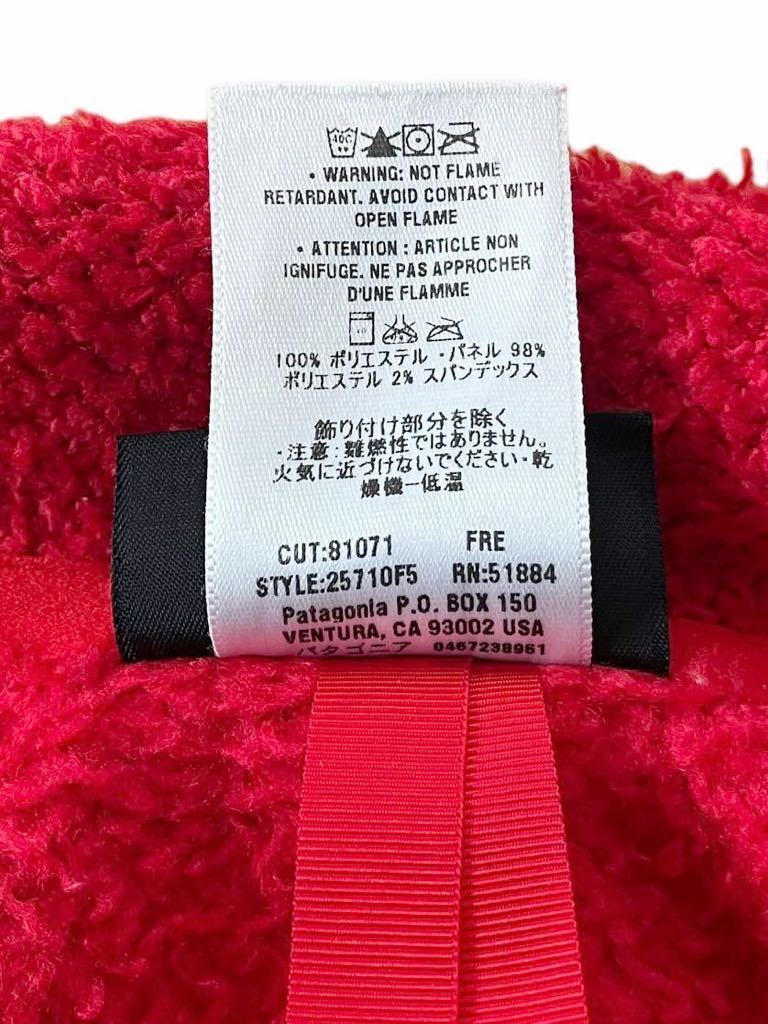 40C
• WARNING: NOT FLAME
RETARDANT. AVOID CONTACT WITH
OPEN FLAME
• ATTENTION : ARTICLE NON
IGNIFUGE. NE PAS APPROCHER
D'UNE FLAMME
100% ポリエステル ・パネル 98%
ポリエステル 2% スパンデックス
飾り付け部分を除く
・注意:難燃性ではありません。
火気に近づけないでください・乾
燥機ー低温
CUT:81071 FRE
STYLE:25710F5 RN:51884
Patagonia P.O. BOX 150
VENTURA, CA 93002 USA
パタゴニア 0467238961